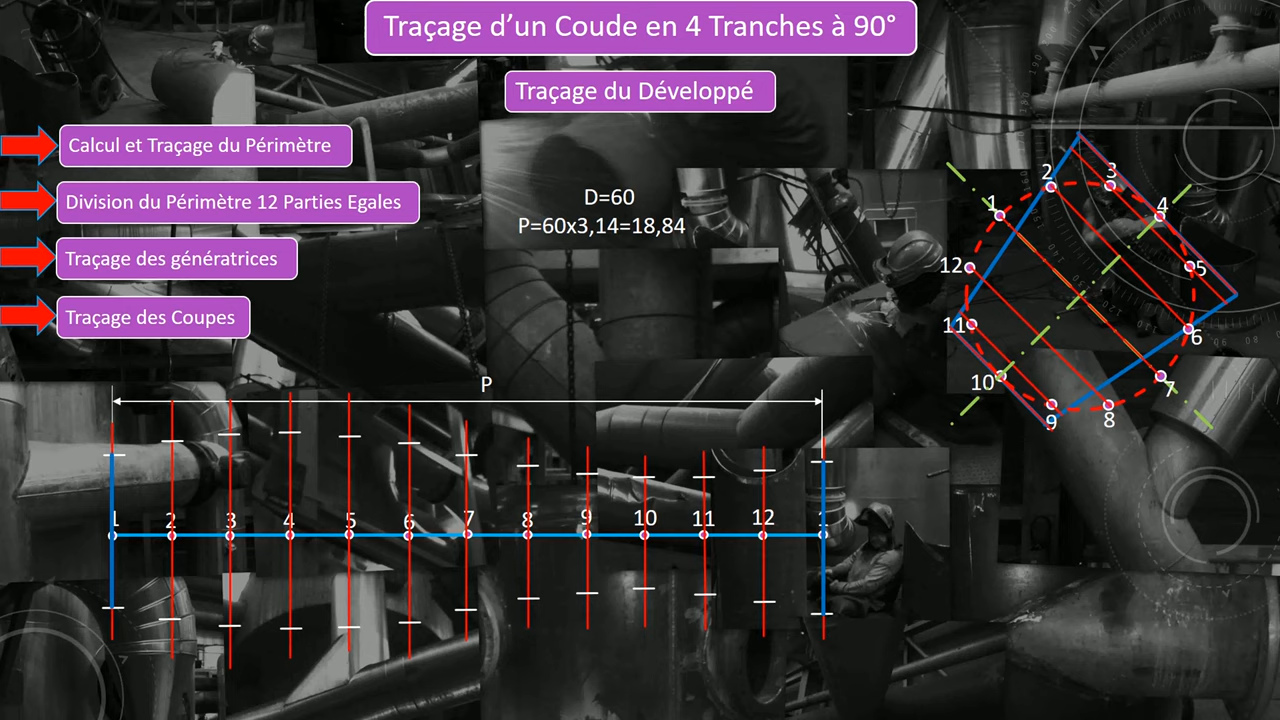 Traçage d’un Coude en 4 Tranches à 90°
Traçage du Développé
Calcul et Traçage du Périmètre
Division du Périmètre 12 Parties Egales
Traçage des génératrices
Traçage des Coupes
D=60
P=60x3,14=18,84
2
3
1
4
12
5
11
6
10
7
9
8
P
1 2 3 4 5 6 7 8 9 10 11 12 1